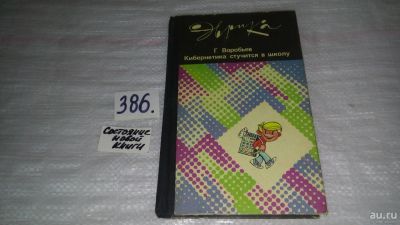 Эврика
Г Воробьев
Кибернетика стучится в школу
386.
Состояние
новой
книги
au.ru